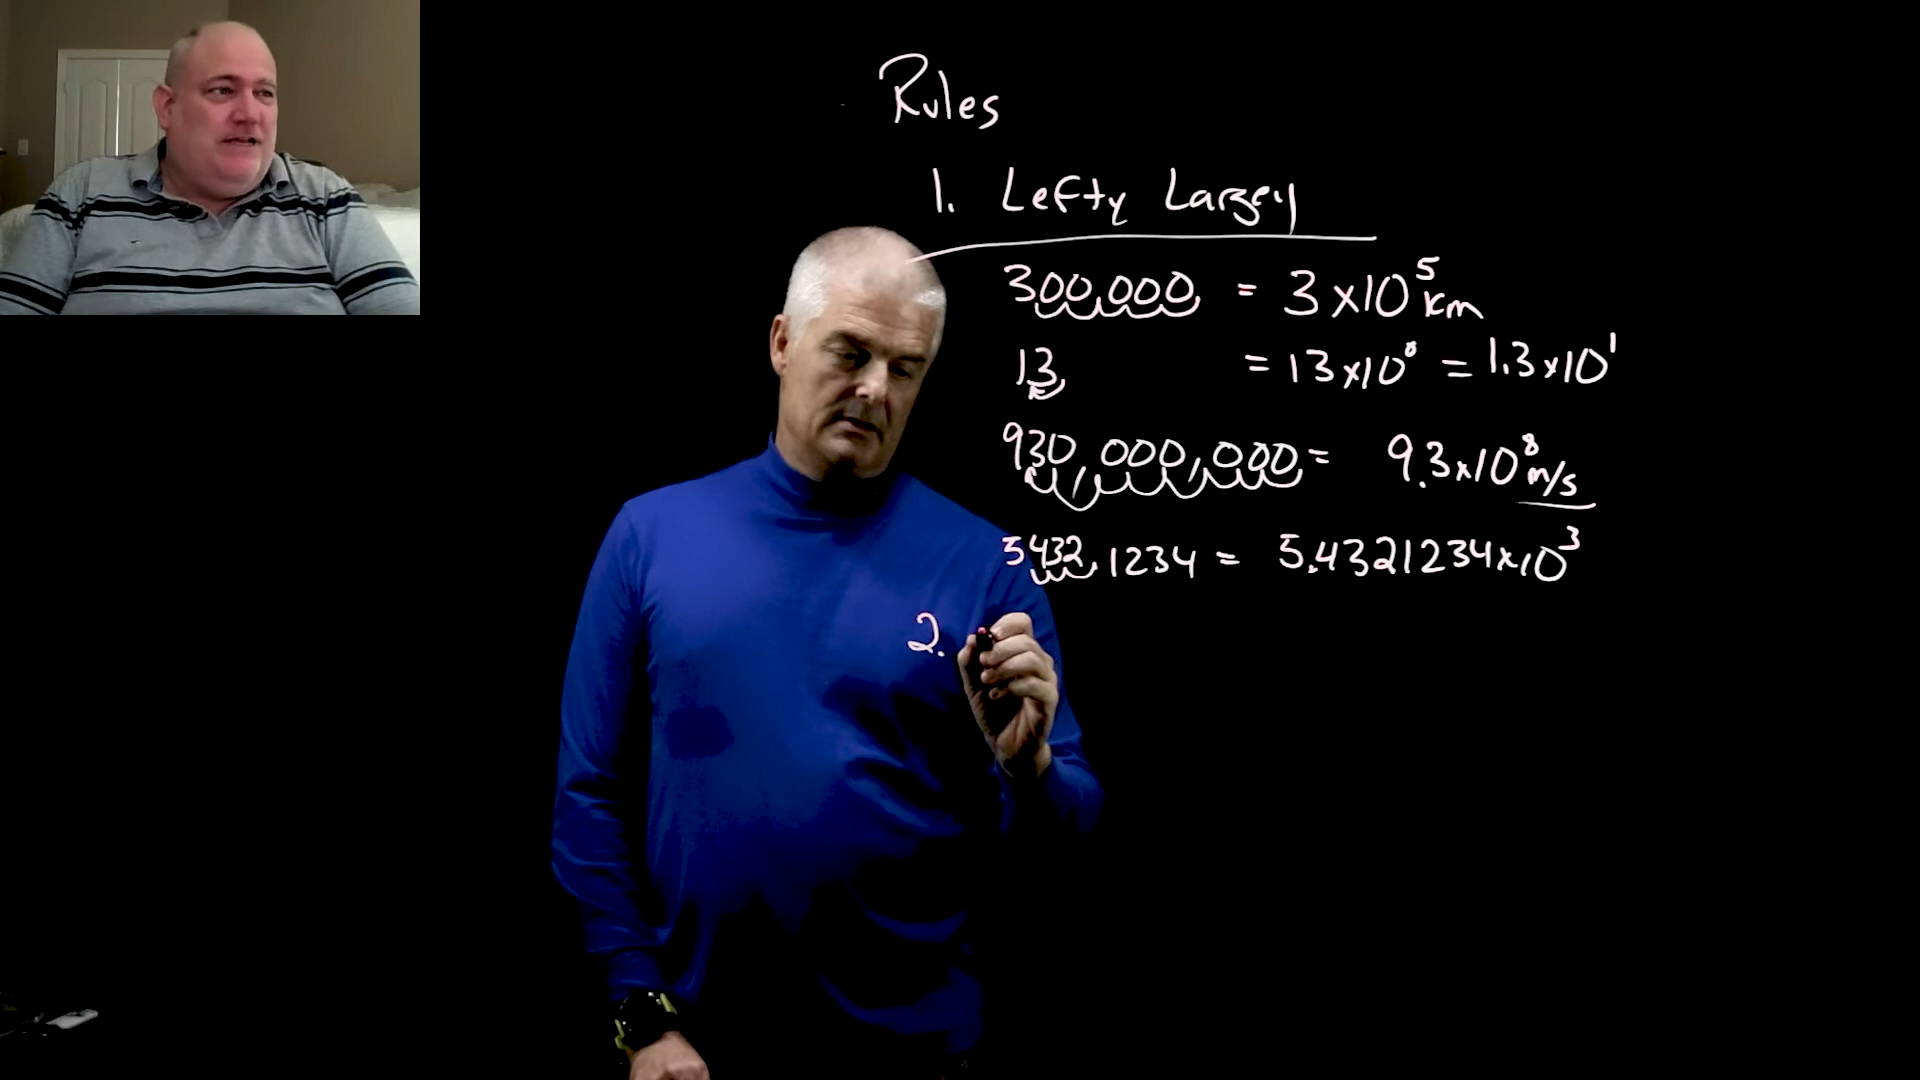 Rules
1. Lefty Largey
300,000 = 3x10⁵ km
13 = 13x10⁰ = 1.3x10¹
930,000,000 = 9.3x10⁸ m/s
5432.1234 = 5.4321234x10³
2.